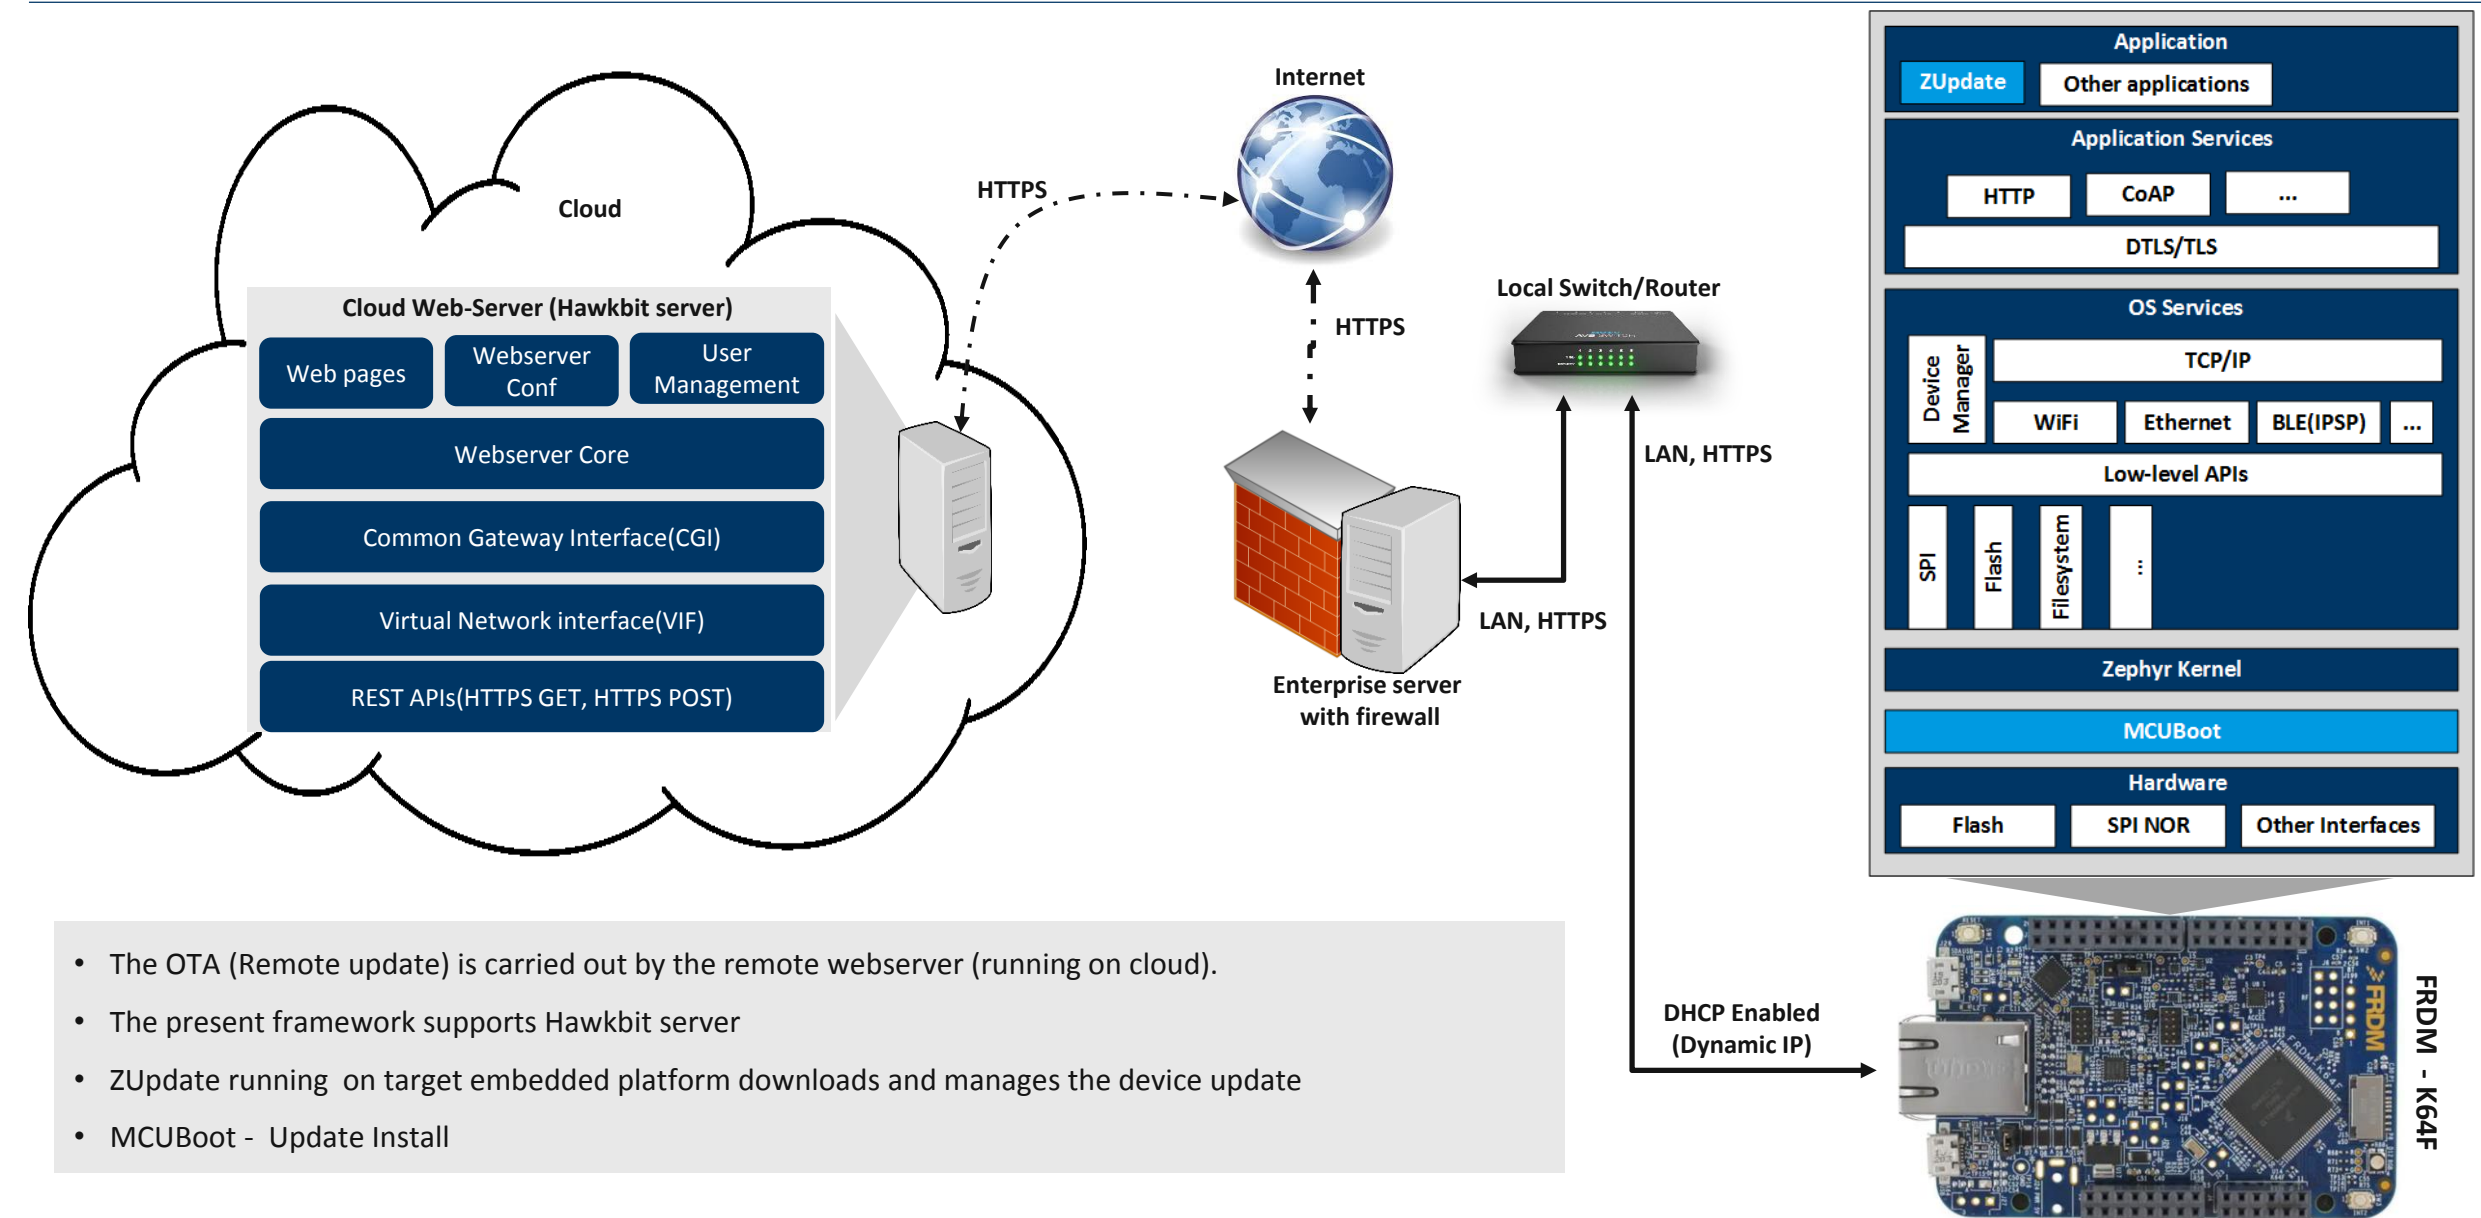 Cloud
Cloud Web-Server (Hawkbit server)
Web pages
Webserver
Conf
User
Management
Webserver Core
Common Gateway Interface(CGI)
Virtual Network interface(VIF)
REST APIs(HTTPS GET, HTTPS POST)
HTTPS
Internet
HTTPS
Local Switch/Router
LAN, HTTPS
LAN, HTTPS
Enterprise server
with firewall
DHCP Enabled
(Dynamic IP)
Application
ZUpdate
Other applications
Application Services
HTTP
CoAP
...
DTLS/TLS
OS Services
Device
Manager
TCP/IP
WiFi
Ethernet
BLE(IPSP)
...
Low-level APIs
SPI
Flash
Filesystem
...
Zephyr Kernel
MCUBoot
Hardware
Flash
SPI NOR
Other Interfaces
FRDM
FRDM-K64F
FRDM - K64F
• The OTA (Remote update) is carried out by the remote webserver (running on cloud).
• The present framework supports Hawkbit server
• ZUpdate running  on target embedded platform downloads and manages the device update
• MCUBoot -  Update Install